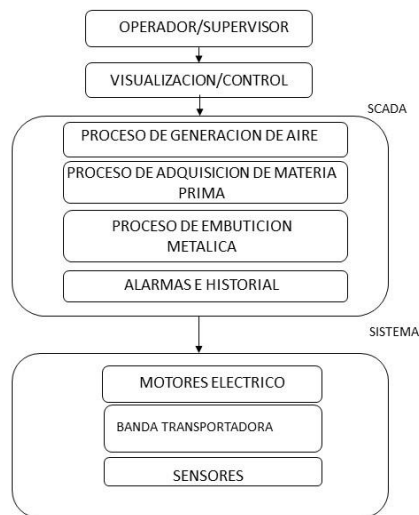 OPERADOR/SUPERVISOR
VISUALIZACION/CONTROL
SCADA
PROCESO DE GENERACION DE AIRE
PROCESO DE ADQUISICION DE MATERIA
PRIMA
PROCESO DE EMBUTICION
METALICA
ALARMAS E HISTORIAL
SISTEMA
MOTORES ELECTRICO
BANDA TRANSPORTADORA
SENSORES